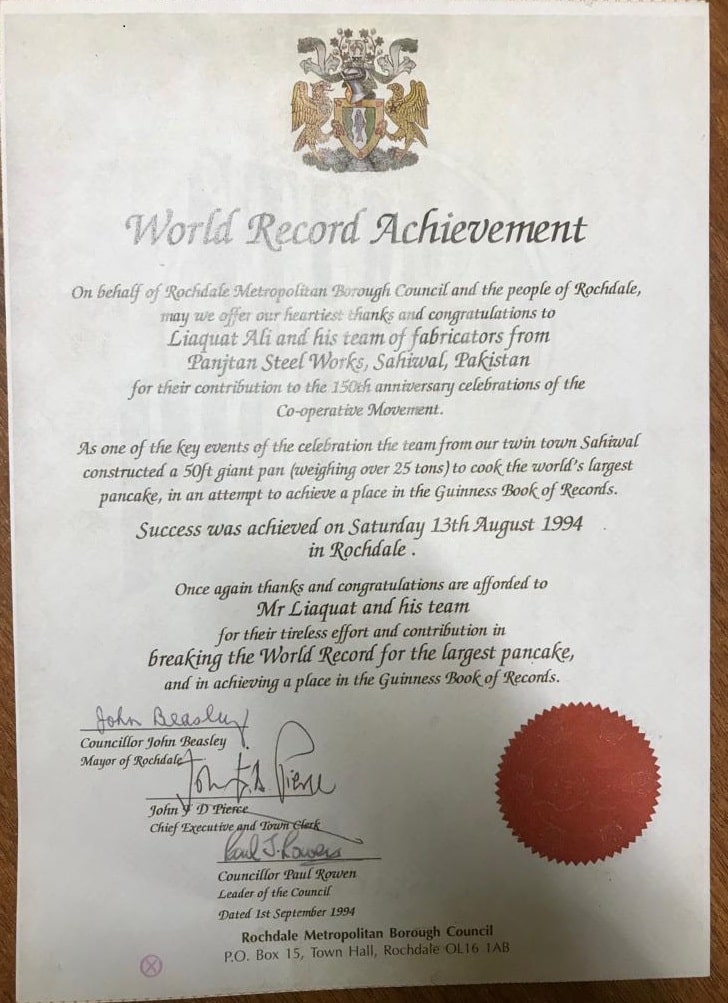 World Record Achievement
On behalf of Rochdale Metropolitan Borough Council and the people of Rochdale,
may we offer our heartiest thanks and congratulations to
Liaquat Ali and his team of fabricators from
Panjtan Steel Works, Sahiwal, Pakistan
for their contribution to the 150th anniversary celebrations of the
Co-operative Movement.
As one of the key events of the celebration the team from our twin town Sahiwal
constructed a 50ft giant pan (weighing over 25 tons) to cook the world's largest
pancake, in an attempt to achieve a place in the Guinness Book of Records.
Success was achieved on Saturday 13th August 1994
in Rochdale .
Once again thanks and congratulations are afforded to
Mr Liaquat and his team
for their tireless effort and contribution in
breaking the World Record for the largest pancake,
and in achieving a place in the Guinness Book of Records.
John Beasley
Councillor John Beasley
Mayor of Rochdale
John F. D. Pierce
John F D Pierce
Chief Executive and Town Clerk
Paul J. Rowen
Councillor Paul Rowen
Leader of the Council
Dated 1st September 1994
Rochdale Metropolitan Borough Council
P.O. Box 15, Town Hall, Rochdale OL16 1AB